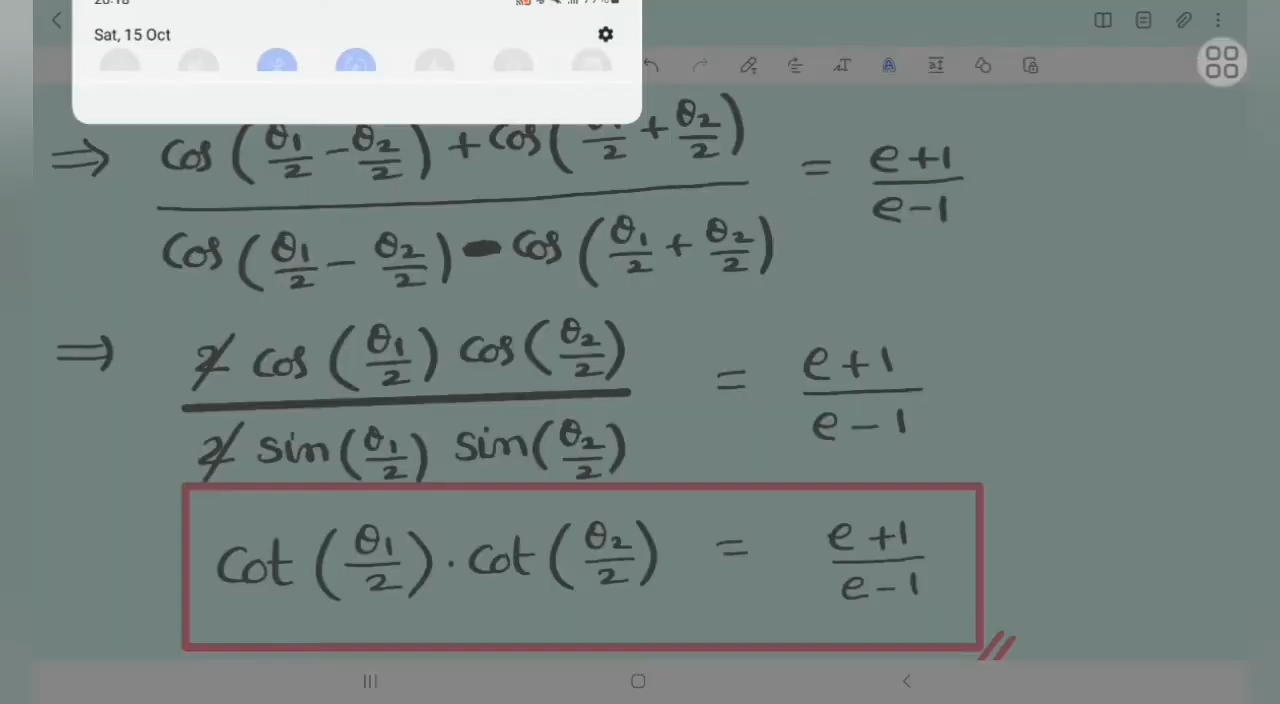 Sat, 15 Oct
⇒ cos(θ1/2 − θ2/2) + cos(θ1/2 + θ2/2) / cos(θ1/2 − θ2/2) - cos(θ1/2 + θ2/2) = e+1 / e-1
⇒ 2 cos(θ1/2) cos(θ2/2) / 2 sin(θ1/2) sin(θ2/2) = e+1 / e-1
cot(θ1/2) · cot(θ2/2) = e+1 / e-1